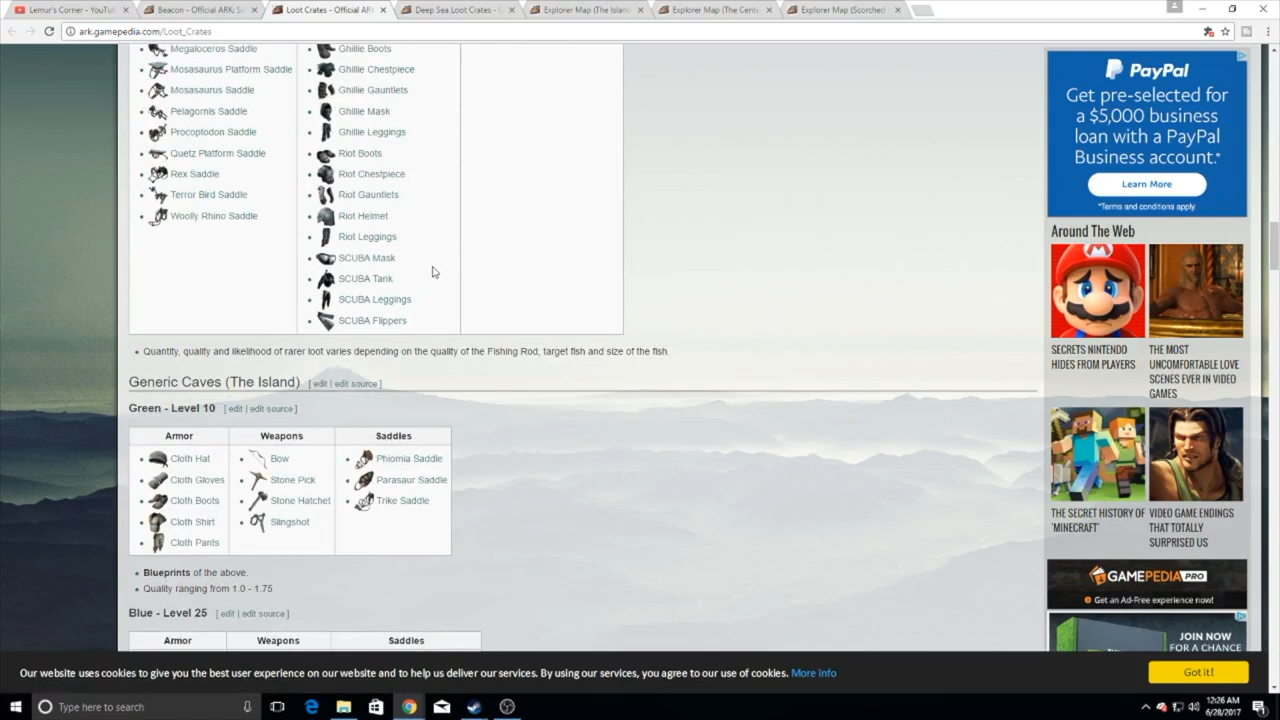 Lemur's Corner - YouTu
Beacon - Official ARK: S
Loot Crates - Official AR
Deep Sea Loot Crates - C
Explorer Map (The Islan
Explorer Map (The Cente
Explorer Map (Scorched)
ark.gamepedia.com/Loot_Crates
Megaloceros Saddle
Mosasaurus Platform Saddle
Mosasaurus Saddle
Pelagornis Saddle
Procoptodon Saddle
Quetz Platform Saddle
Rex Saddle
Terror Bird Saddle
Woolly Rhino Saddle
Ghillie Boots
Ghillie Chestpiece
Ghillie Gauntlets
Ghillie Mask
Ghillie Leggings
Riot Boots
Riot Chestpiece
Riot Gauntlets
Riot Helmet
Riot Leggings
SCUBA Mask
SCUBA Tank
SCUBA Leggings
SCUBA Flippers
Quantity, quality and likelihood of rarer loot varies depending on the quality of the Fishing Rod, target fish and size of the fish.
Generic Caves (The Island) [ edit | edit source ]
Green - Level 10 [ edit | edit source ]
Armor Weapons Saddles
Cloth Hat Bow Phiomia Saddle
Cloth Gloves Stone Pick Parasaur Saddle
Cloth Boots Stone Hatchet Trike Saddle
Cloth Shirt Slingshot
Cloth Pants
Blueprints of the above.
Quality ranging from 1.0 - 1.75
Blue - Level 25 [ edit | edit source ]
Armor Weapons Saddles
PayPal
Get pre-selected for
a $5,000 business
loan with a PayPal
Business account.*
Learn More
*Terms and conditions apply.
Around The Web
SECRETS NINTENDO
HIDES FROM PLAYERS
THE MOST
UNCOMFORTABLE LOVE
SCENES EVER IN VIDEO
GAMES
THE SECRET HISTORY OF
'MINECRAFT'
VIDEO GAME ENDINGS
THAT TOTALLY
SURPRISED US
GAMEPEDIA PRO
Get an Ad-Free experience now!
JOIN NOW
FOR A CHANCE
Our website uses cookies to give you the best user experience on our website and to help us deliver our services. By using our services, you agree to our use of cookies. More info
Got it!
Type here to search
12:26 AM
6/28/2017